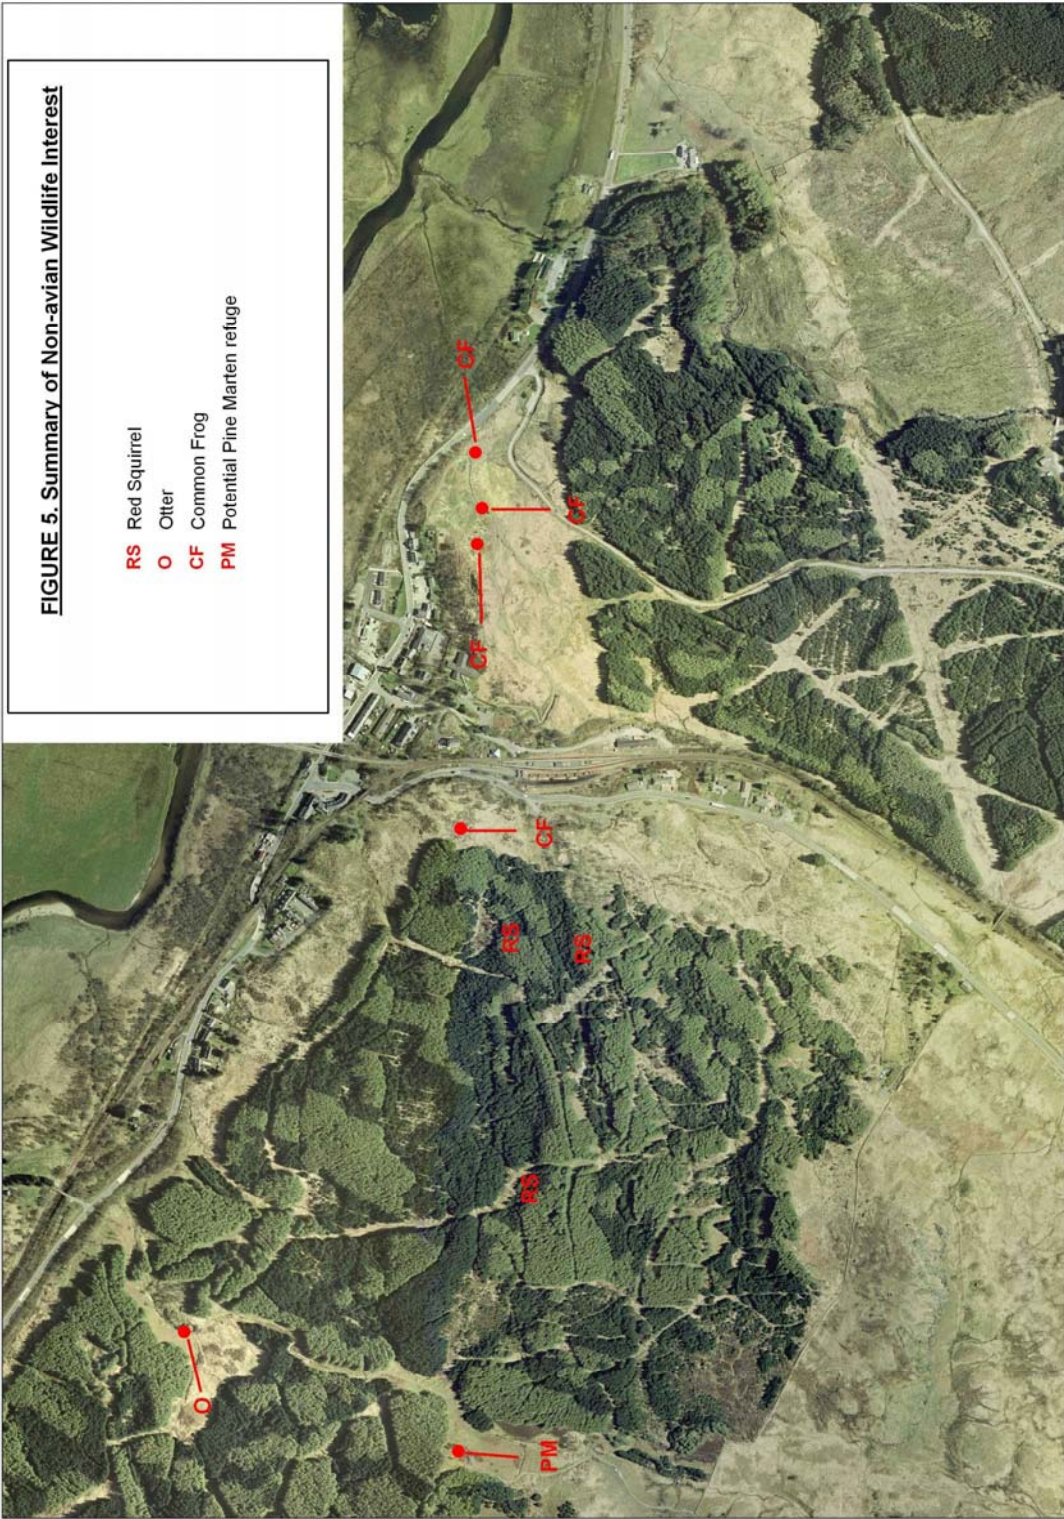 FIGURE 5. Summary of Non-avian Wildlife Interest
RS Red Squirrel
O Otter
CF Common Frog
PM Potential Pine Marten refuge
O
PM
RS
RS
RS
CF
CF
CF
CF